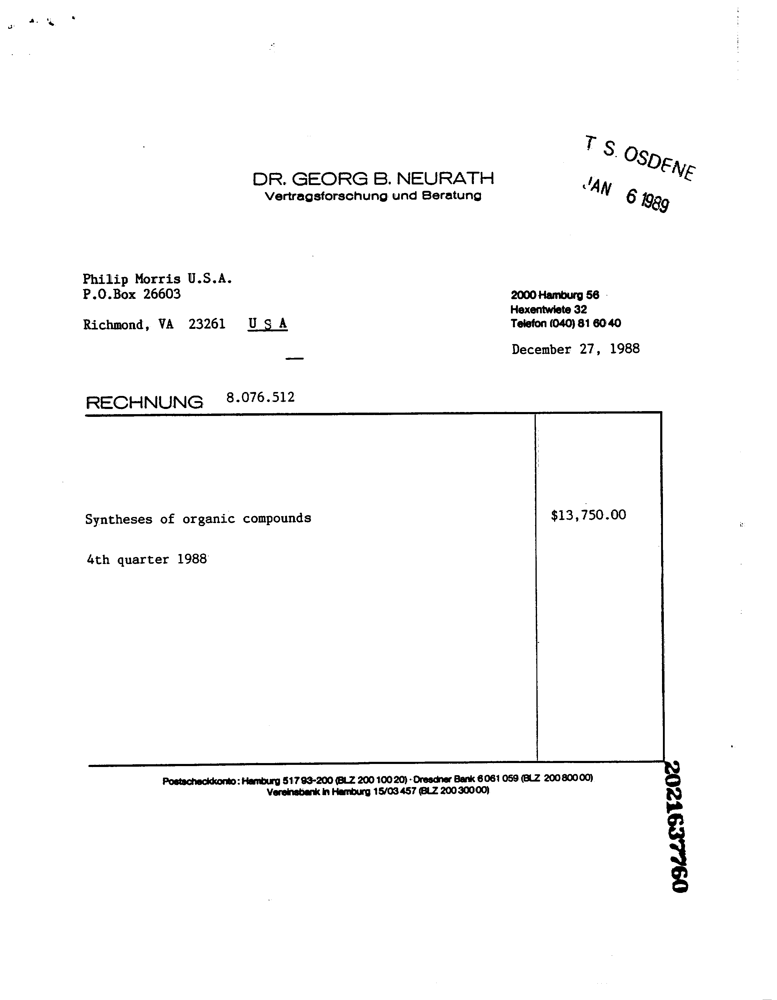 T S. OSDENE
JAN 6 1989
DR. GEORG B. NEURATH
Vertragsforschung und Beratung
Philip Morris U.S.A.
P.O.Box 26603
Richmond, VA 23261 U S A
2000 Hamburg 56
Hexentwiete 32
Telefon (040) 81 60 40
December 27, 1988
RECHNUNG 8.076.512
Syntheses of organic compounds $13,750.00
4th quarter 1988
Postscheckkonto: Hamburg 517 93-200 (BLZ 200 100 20) · Dresdner Bank 6 061 059 (BLZ 200 800 00)
Vereinsbank in Hamburg 15/03 457 (BLZ 200 300 00)
2021637760